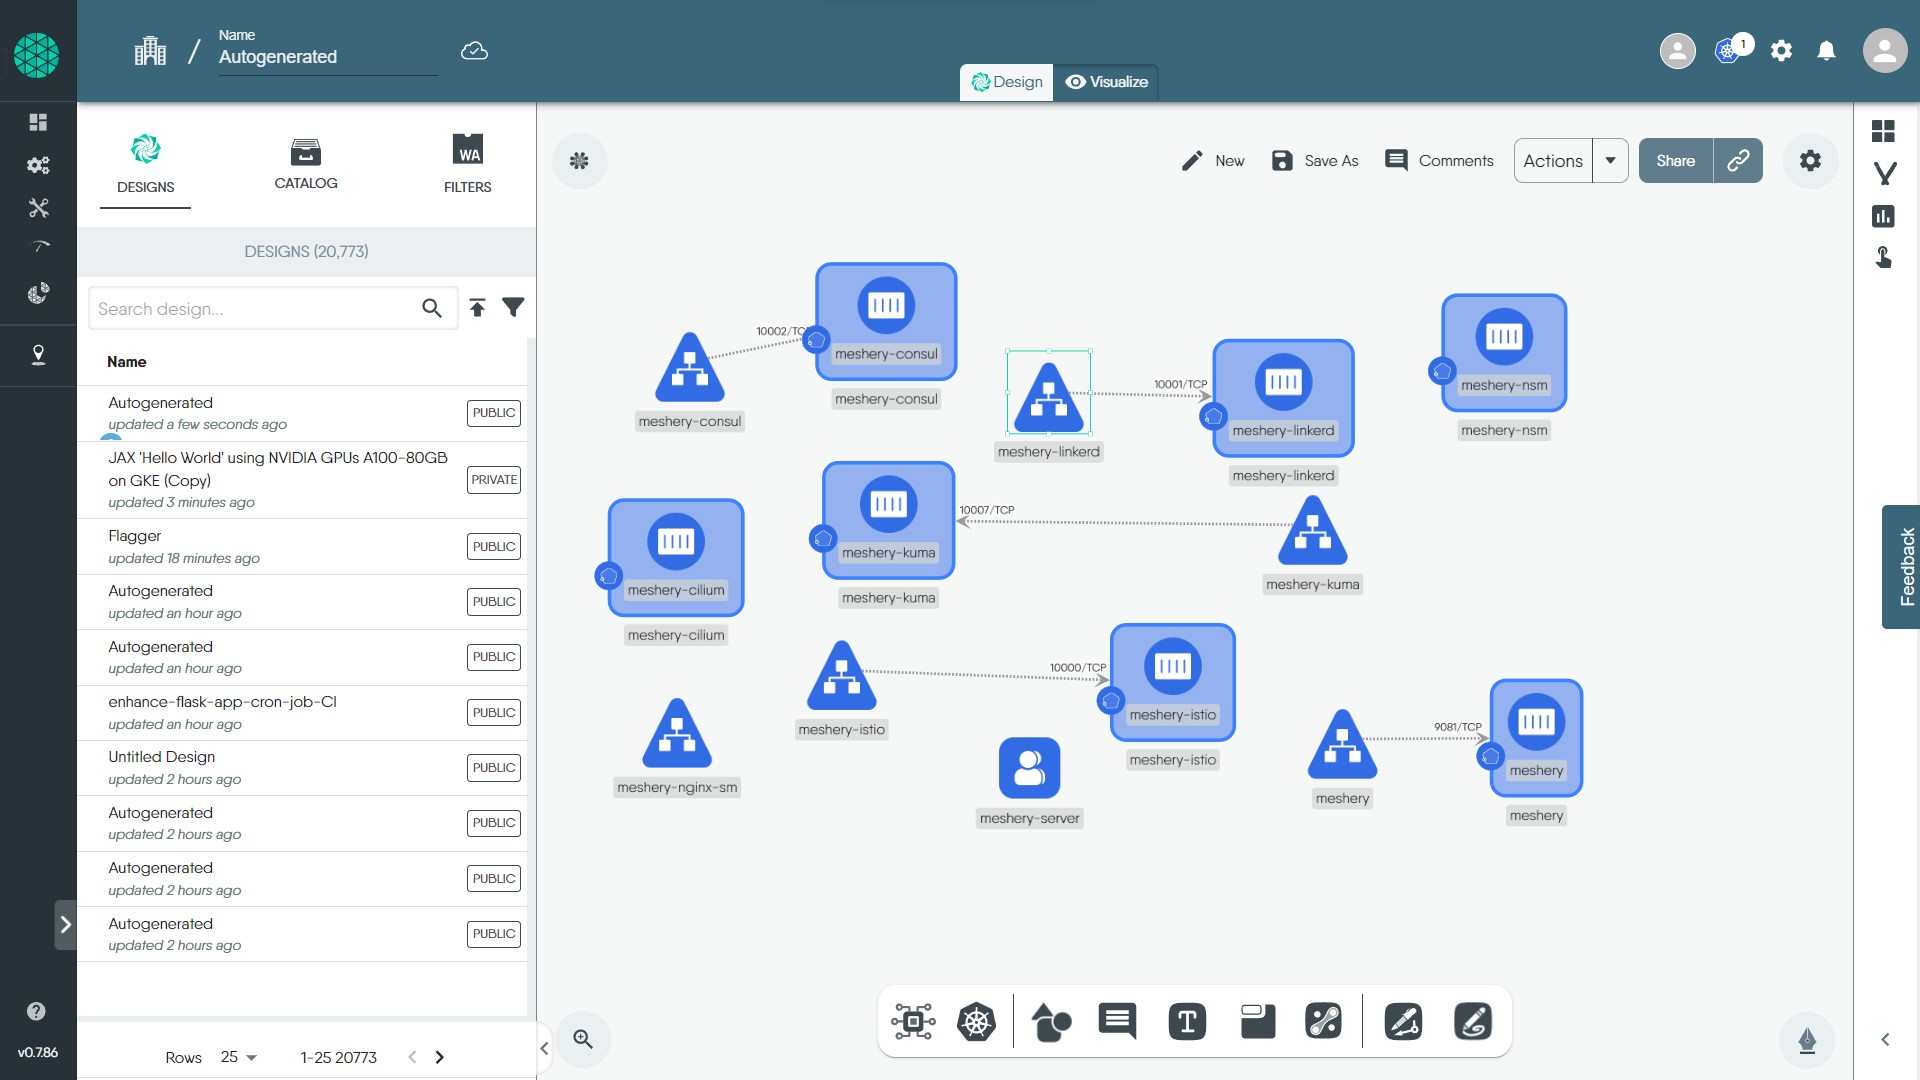 Name
Autogenerated
1
Design
Visualize
DESIGNS
CATALOG
WA
FILTERS
New
Save As
Comments
Actions
Share
DESIGNS (20,773)
Search design...
Name
Autogenerated
updated a few seconds ago
PUBLIC
JAX 'Hello World' using NVIDIA GPUs A100-80GB
on GKE (Copy)
updated 3 minutes ago
PRIVATE
Flagger
updated 18 minutes ago
PUBLIC
Autogenerated
updated an hour ago
PUBLIC
Autogenerated
updated an hour ago
PUBLIC
enhance-flask-app-cron-job-CI
updated an hour ago
PUBLIC
Untitled Design
updated 2 hours ago
PUBLIC
Autogenerated
updated 2 hours ago
PUBLIC
Autogenerated
updated 2 hours ago
PUBLIC
Autogenerated
updated 2 hours ago
PUBLIC
Rows
25
1-25 20773
v0.7.86
10002/TCP
meshery-consul
meshery-consul
meshery-consul
10001/TCP
meshery-linkerd
meshery-linkerd
meshery-linkerd
meshery-nsm
meshery-nsm
meshery-cilium
meshery-cilium
10007/TCP
meshery-kuma
meshery-kuma
meshery-kuma
10000/TCP
meshery-istio
meshery-istio
meshery-istio
meshery-nginx-sm
meshery-server
9081/TCP
meshery
meshery
meshery
T
Feedback